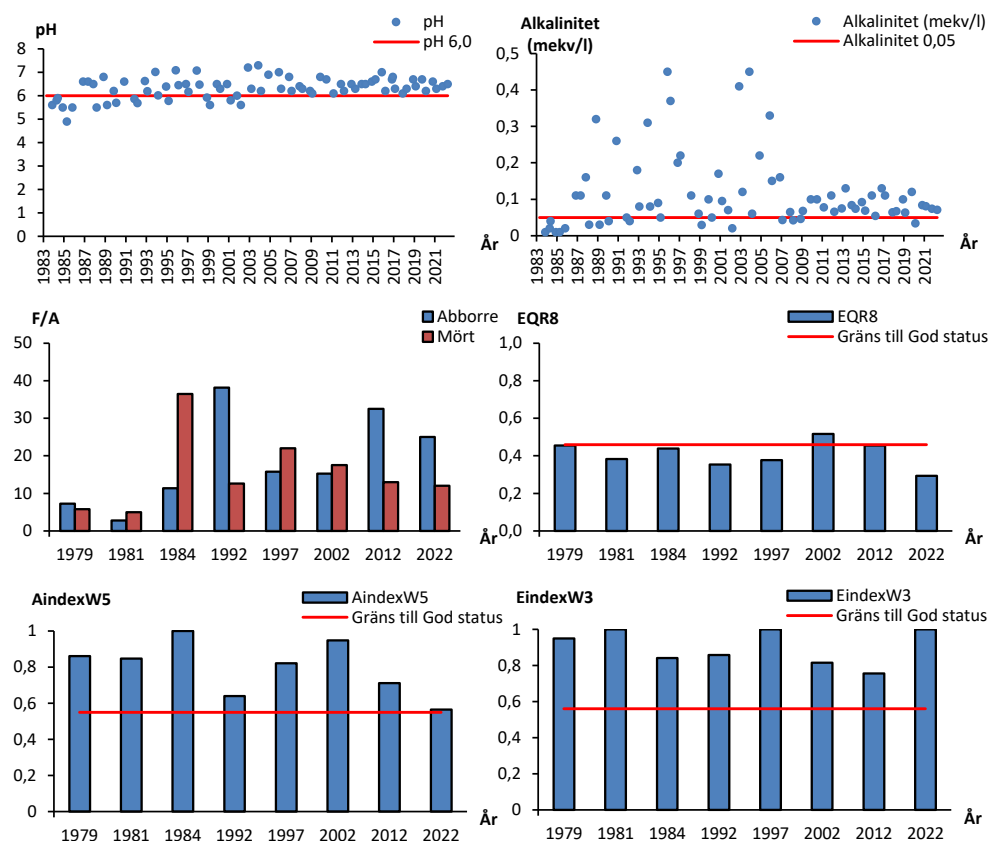 pH
pH
pH 6,0
8
7
6
5
4
3
2
1
0
1983 1985 1987 1989 1991 1993 1995 1997 1999 2001 2003 2005 2007 2009 2011 2013 2015 2017 2019 2021
År
Alkalinitet
(mekv/l)
Alkalinitet (mekv/l)
Alkalinitet 0,05
0,5
0,4
0,3
0,2
0,1
0
1983 1985 1987 1989 1991 1993 1995 1997 1999 2001 2003 2005 2007 2009 2011 2013 2015 2017 2019 2021
År
F/A
Abborre
Mört
50
40
30
20
10
0
1979 1981 1984 1992 1997 2002 2012 2022
År
EQR8
EQR8
Gräns till God status
1,0
0,8
0,6
0,4
0,2
0,0
1979 1981 1984 1992 1997 2002 2012 2022
År
AindexW5
AindexW5
Gräns till God status
1
0,8
0,6
0,4
0,2
0
1979 1981 1984 1992 1997 2002 2012 2022
År
EindexW3
EindexW3
Gräns till God status
1
0,8
0,6
0,4
0,2
0
1979 1981 1984 1992 1997 2002 2012 2022
År